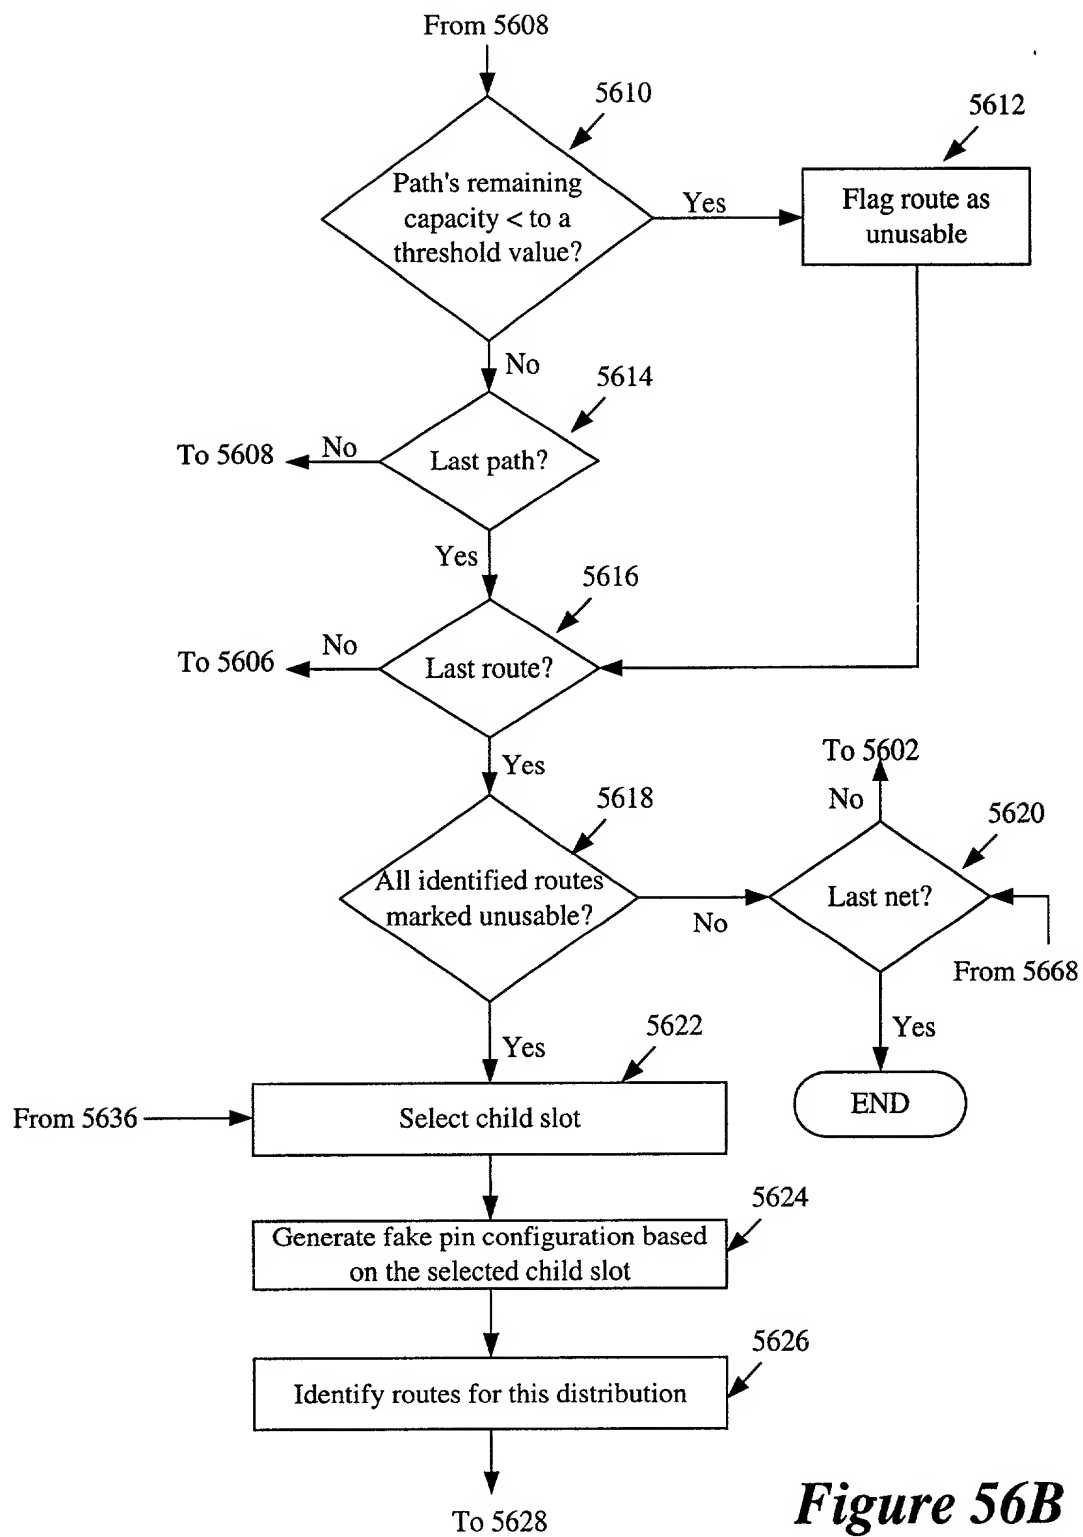 From 5608
5610
5612
Path's remaining
capacity < to a
threshold value?
Yes
Flag route as
unusable
No
5614
To 5608
No
Last path?
Yes
5616
To 5606
No
Last route?
Yes
To 5602
No
5618
5620
All identified routes
marked unusable?
No
Last net?
From 5668
Yes
Yes
END
5622
From 5636
Select child slot
5624
Generate fake pin configuration based
on the selected child slot
5626
Identify routes for this distribution
To 5628
Figure 56B